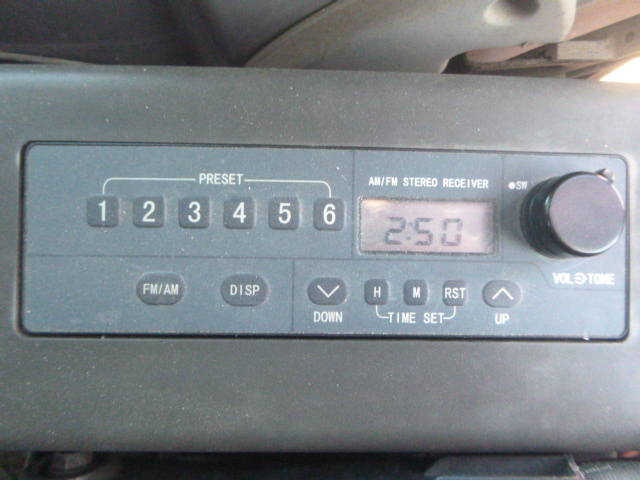 PRESET
AM/FM STEREO RECEIVER
SW
1 2 3 4 5 6
2:50
VOL TONE
FM/AM DISP H M RST
DOWN TIME SET UP